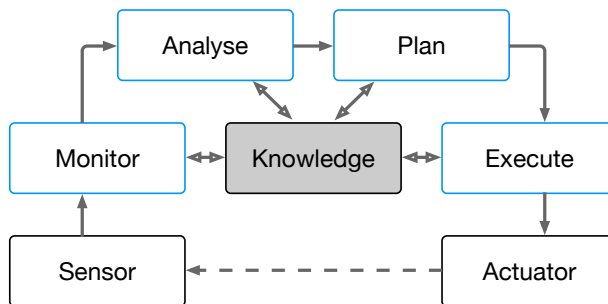 Analyse
Plan
Monitor
Knowledge
Execute
Sensor
Actuator